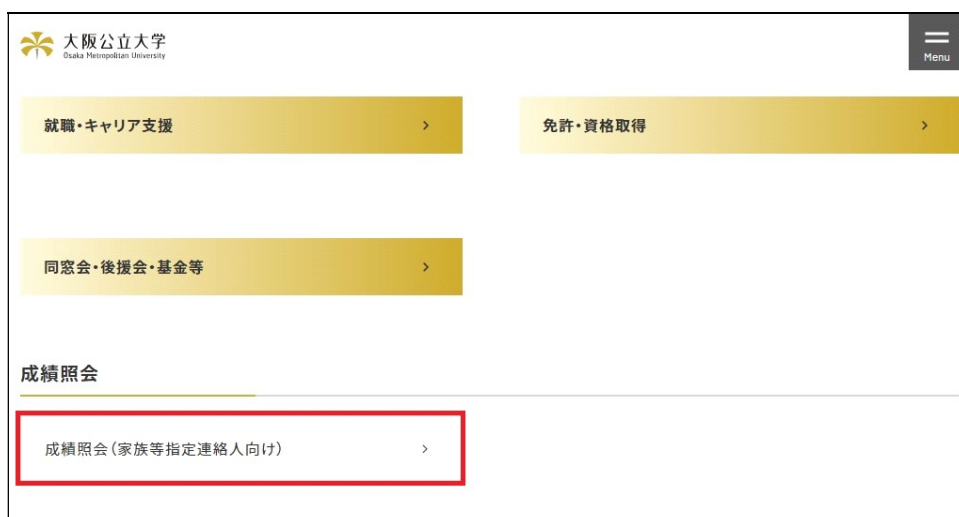 大阪公立大学
Osaka Metropolitan University
Menu
就職・キャリア支援
免許・資格取得
同窓会・後援会・基金等
成績照会
成績照会（家族等指定連絡人向け）